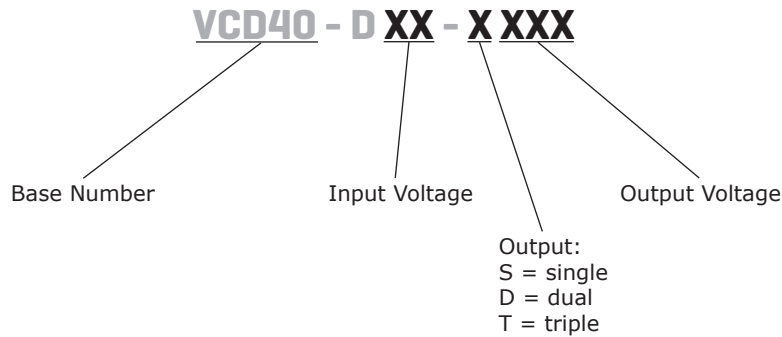 VCD40 - D XX - X XXX
Base Number
Input Voltage
Output Voltage
Output:
S = single
D = dual
T = triple